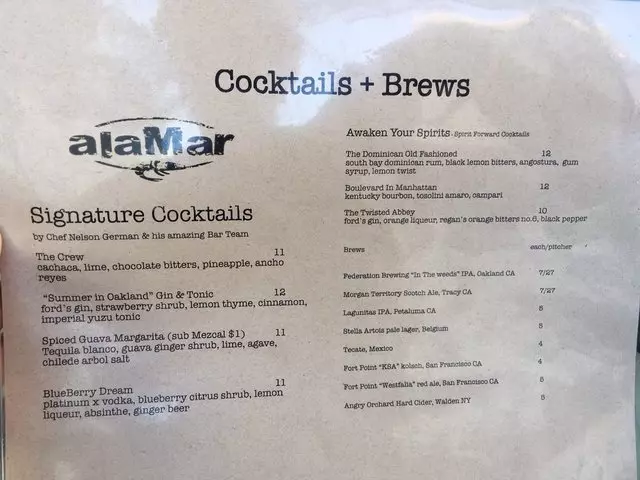 Cocktails + Brews
alaMar
Signature Cocktails
by Chef Nelson German & his amazing Bar Team
The Crew 11
cachaca, lime, chocolate bitters, pineapple, ancho
reyes
"Summer in Oakland" Gin & Tonic 12
ford's gin, strawberry shrub, lemon thyme, cinnamon,
imperial yuzu tonic
Spiced Guava Margarita (sub Mezcal $1) 11
Tequila blanco, guava ginger shrub, lime, agave,
chilede arbol salt
BlueBerry Dream 11
platinum x vodka, blueberry citrus shrub, lemon
liqueur, absinthe, ginger beer
Awaken Your Spirits - Spirit Forward Cocktails
The Dominican Old Fashioned 12
south bay dominican rum, black lemon bitters, angostura, gum
syrup, lemon twist
Boulevard In Manhattan 12
kentucky bourbon, tosolini amaro, campari
The Twisted Abbey 10
ford's gin, orange liqueur, regan's orange bitters no.6, black pepper
Brews each/pitcher
Federation Brewing "In The weeds" IPA, Oakland CA 7/27
Morgan Territory Scotch Ale, Tracy CA 7/27
Lagunitas IPA, Petaluma CA 5
Stella Artois pale lager, Belgium 5
Tecate, Mexico 4
Fort Point "KSA" kolsch, San Francisco CA 4
Fort Point "Westfalia" red ale, San Francisco CA 5
Angry Orchard Hard Cider, Walden NY 5